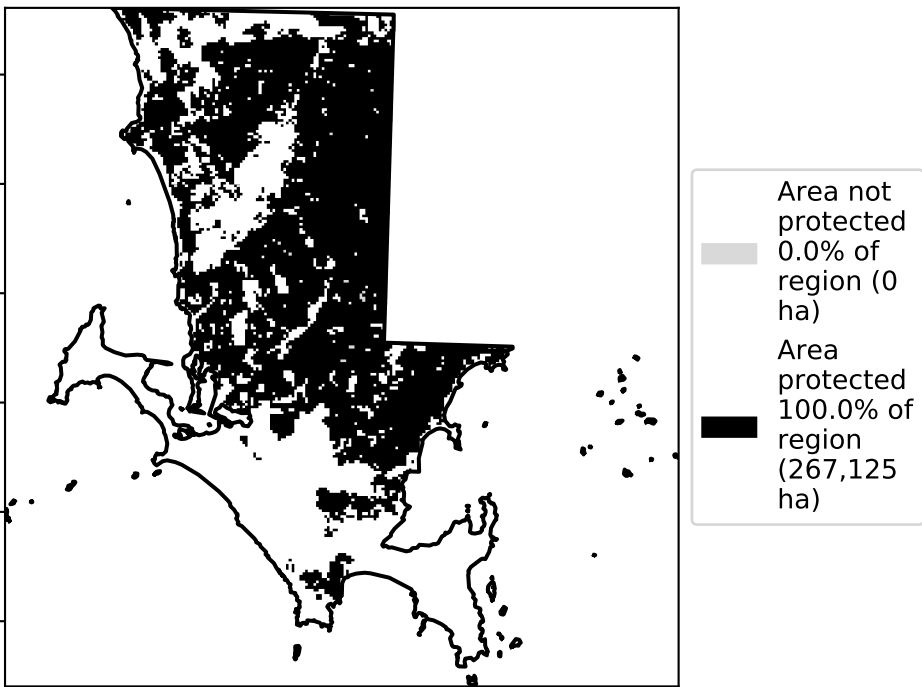 Area not
protected
0.0% of
region (0
ha)
Area
protected
100.0% of
region
(267,125
ha)